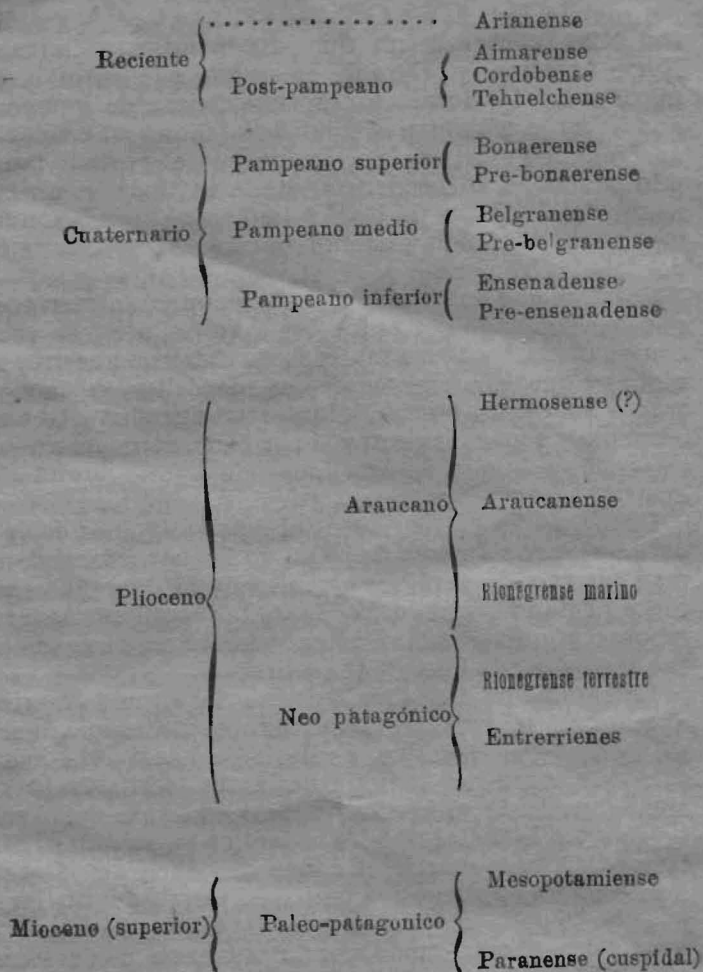 Arianense
Reciente
Aimarense
Post-pampeano
Cordobense
Tehuelchense
Pampeano superior
Bonaerense
Pre-bonaerense
Cuaternario
Pampeano medio
Belgranense
Pre-belgranense
Pampeano inferior
Ensenadense
Pre-ensenadense
Hermosense (?)
Araucano
Araucanense
Plioceno
Rionegrense marino
Rionegrense terrestre
Neo patagónico
Entrerrienes
Mesopotamiense
Mioceno (superior)
Paleo-patagonico
Paranense (cuspidal)